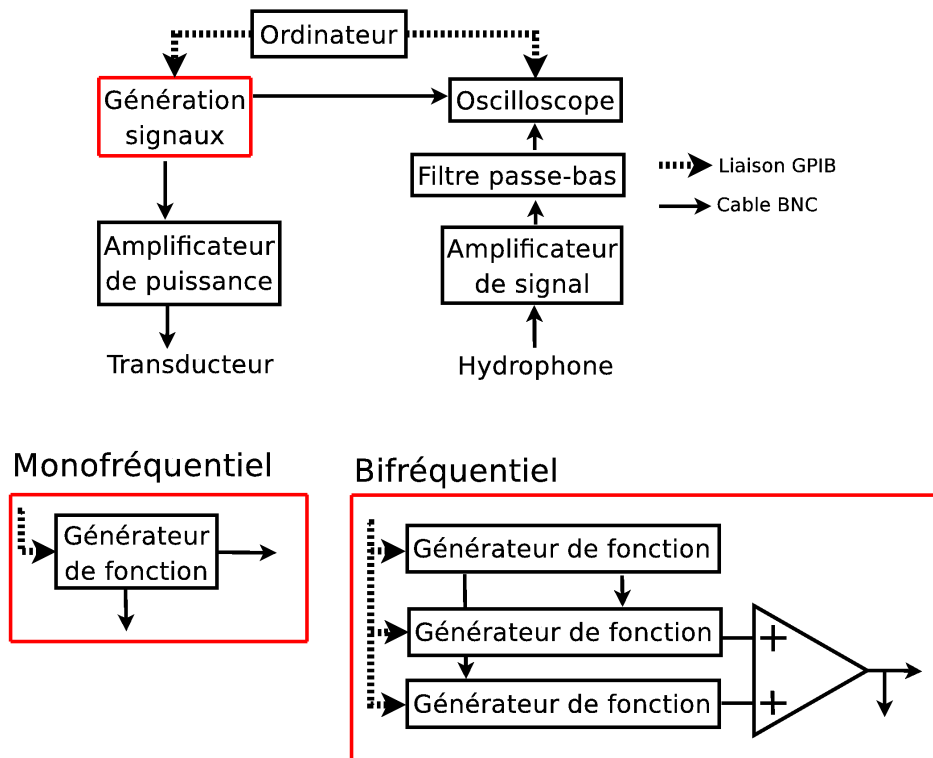 Ordinateur
Génération
signaux
Oscilloscope
Filtre passe-bas
Liaison GPIB
Cable BNC
Amplificateur
de puissance
Amplificateur
de signal
Transducteur
Hydrophone
Monofréquentiel
Générateur
de fonction
Bifréquentiel
Générateur de fonction
Générateur de fonction
Générateur de fonction
+
+